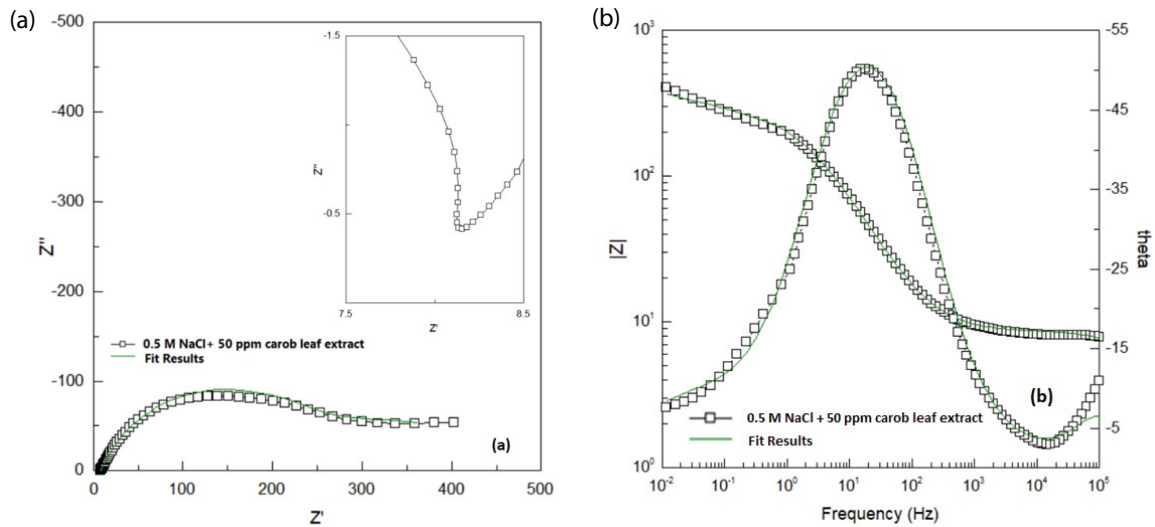 (a)
-500
-400
-300
-200
-100
0
Z''
0 100 200 300 400 500
Z'
-1.5
-
-0.5
Z''
7.5 8.5
Z'
0.5 M NaCl+ 50 ppm carob leaf extract
Fit Results
(a)
(b)
10³
10²
10¹
10⁰
|Z|
-55
-45
-35
-25
-15
-5
theta
10⁻² 10⁻¹ 10⁰ 10¹ 10² 10³ 10⁴ 10⁵
Frequency (Hz)
(b)
0.5 M NaCl + 50 ppm carob leaf extract
Fit Results